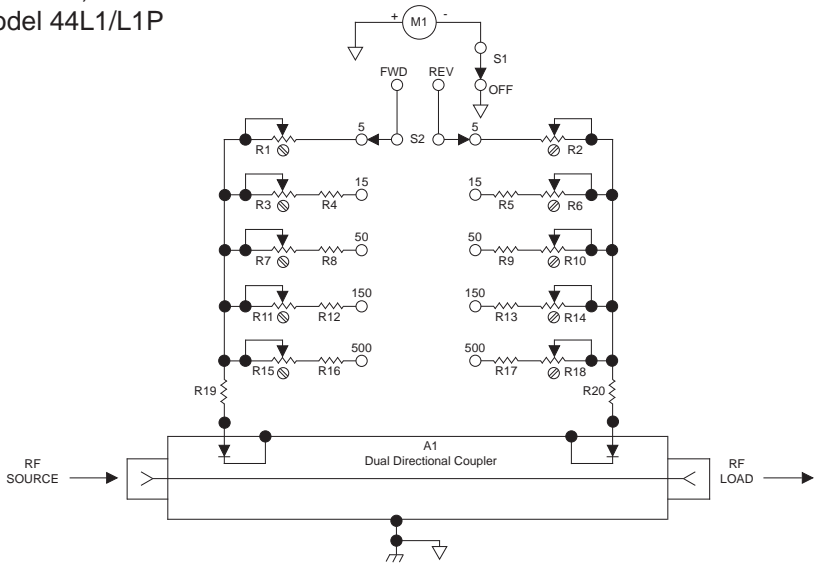 odel 44L1/L1P
+ M1 -
S1
FWD REV
OFF
5 S2 5
R1 R2
15 15
R3 R4 R5 R6
50 50
R7 R8 R9 R10
150 150
R11 R12 R13 R14
500 500
R15 R16 R17 R18
R19 R20
A1
Dual Directional Coupler
RF
SOURCE
RF
LOAD